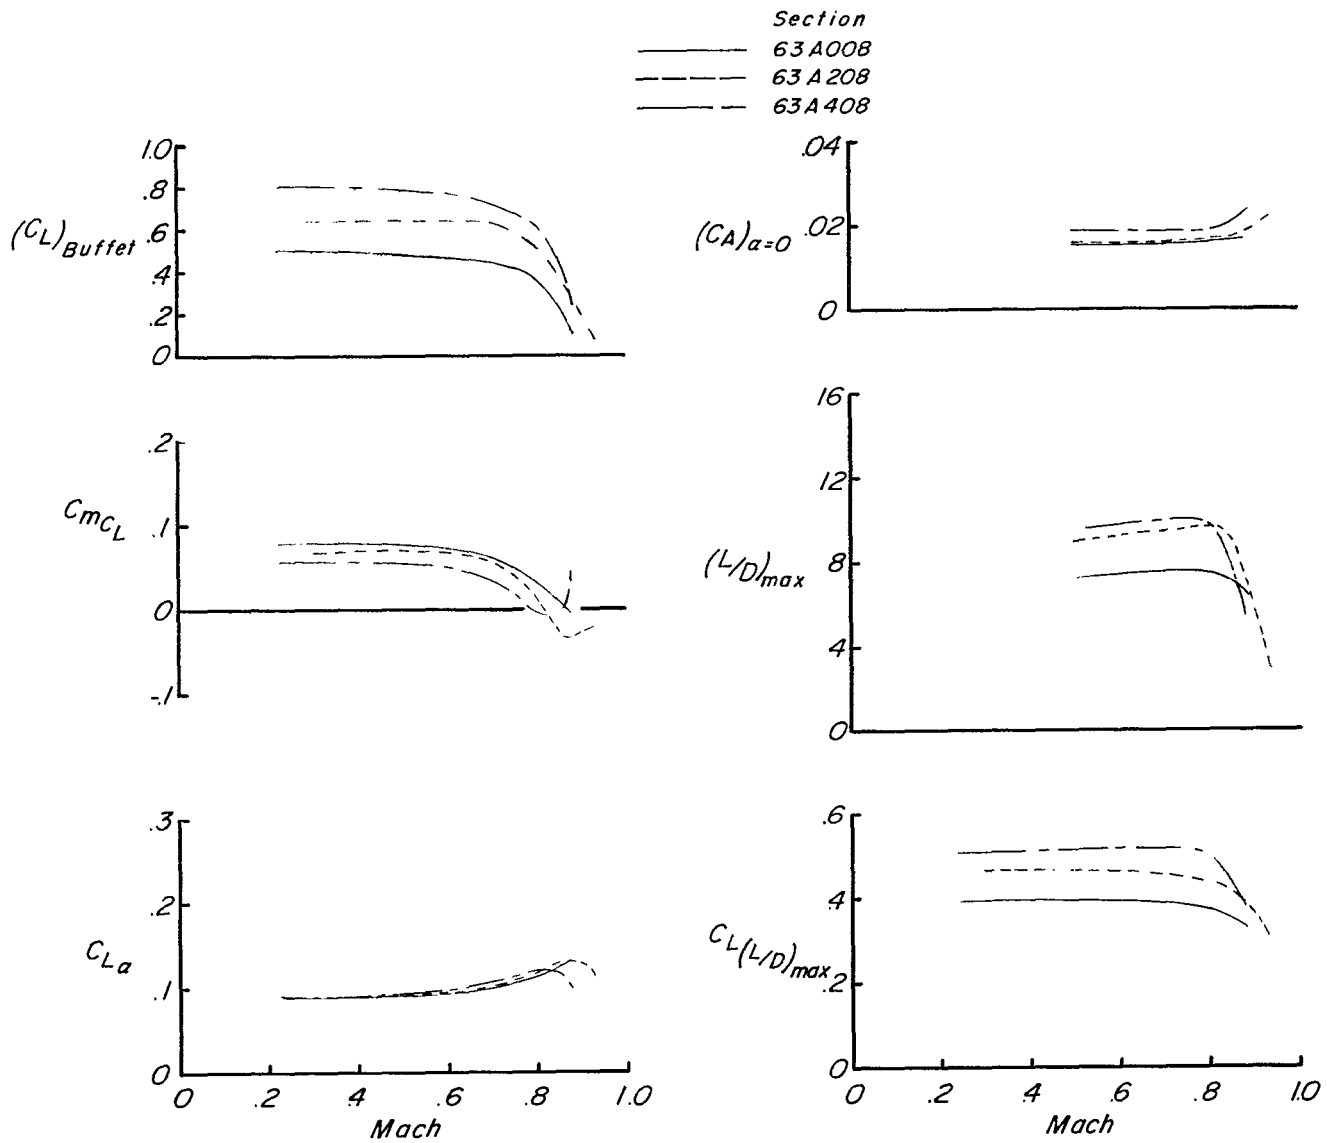 Section
63A008
63A208
63A408
1.0
.8
.6
.4
.2
0
(CL)Buffet
.04
.02
0
(CA)α=0
.2
.1
0
-.1
CmCL
16
12
8
4
0
(L/D)max
.3
.2
.1
0
CLα
0 .2 .4 .6 .8 1.0
Mach
.6
.4
.2
0
CL(L/D)max
0 .2 .4 .6 .8 1.0
Mach